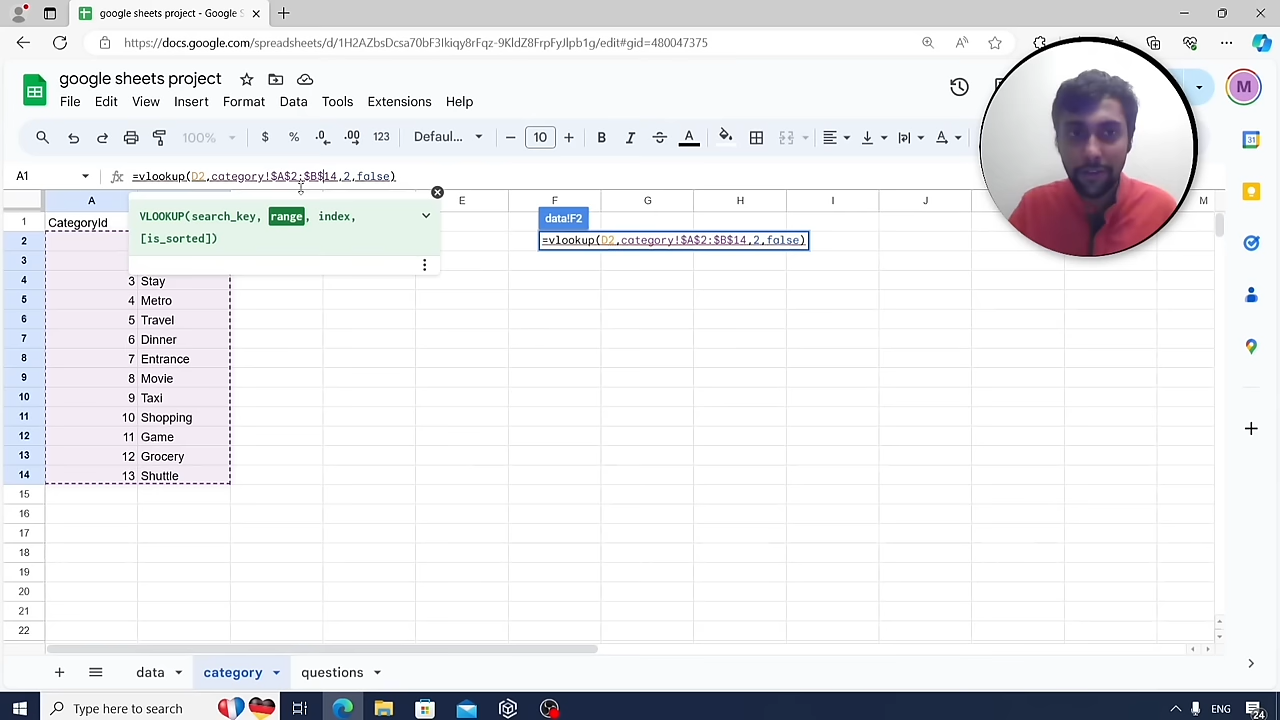 google sheets project - Google S
https://docs.google.com/spreadsheets/d/1H2AZbsDma70bF3Ikiqy8rFqz-9KldZ8FrpFyJlpb1g/edit#gid=480047375
google sheets project
File Edit View Insert Format Data Tools Extensions Help
M
100% $ % .0 .00 123 Defaul... 10 B I A
A1 fx =vlookup(D2,category!$A$2:$B$14,2,false)
VLOOKUP(search_key, range, index,
[is_sorted])
A E F G H I J K L M
1 CategoryId
data!F2
2 =vlookup(D2,category!$A$2:$B$14,2,false)
3
4 3 Stay
5 4 Metro
6 5 Travel
7 6 Dinner
8 7 Entrance
9 8 Movie
10 9 Taxi
11 10 Shopping
12 11 Game
13 12 Grocery
14 13 Shuttle
15
16
17
18
19
20
21
22
data category questions
Type here to search
ENG
24